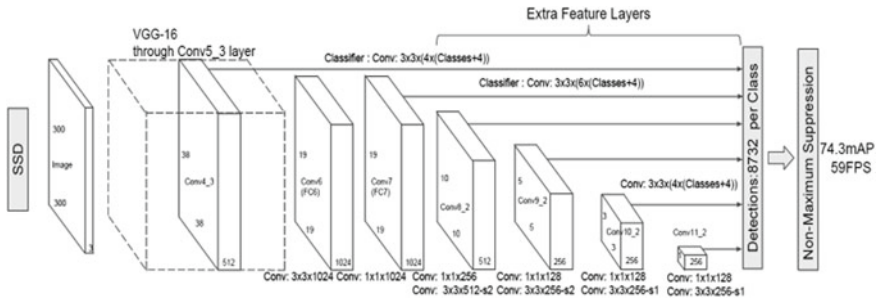 Extra Feature Layers
VGG-16
through Conv5_3 layer
Classifier : Conv: 3x3x(4x(Classes+4))
Classifier : Conv: 3x3x(6x(Classes+4))
SSD
300
Image
300
3
38
Conv4_3
38
512
19
Conv6
(FC6)
19
1024
19
Conv7
(FC7)
19
1024
10
Conv8_2
10
512
5
Conv9_2
5
256
Conv: 3x3x(4x(Classes+4))
3
Conv10_2
3
256
Conv11_2
256
Detections:8732 per Class
Non-Maximum Suppression
74.3mAP
59FPS
Conv: 3x3x1024
Conv: 1x1x1024
Conv: 1x1x256
Conv: 3x3x512-s2
Conv: 1x1x128
Conv: 3x3x256-s2
Conv: 1x1x128
Conv: 3x3x256-s1
Conv: 1x1x128
Conv: 3x3x256-s1